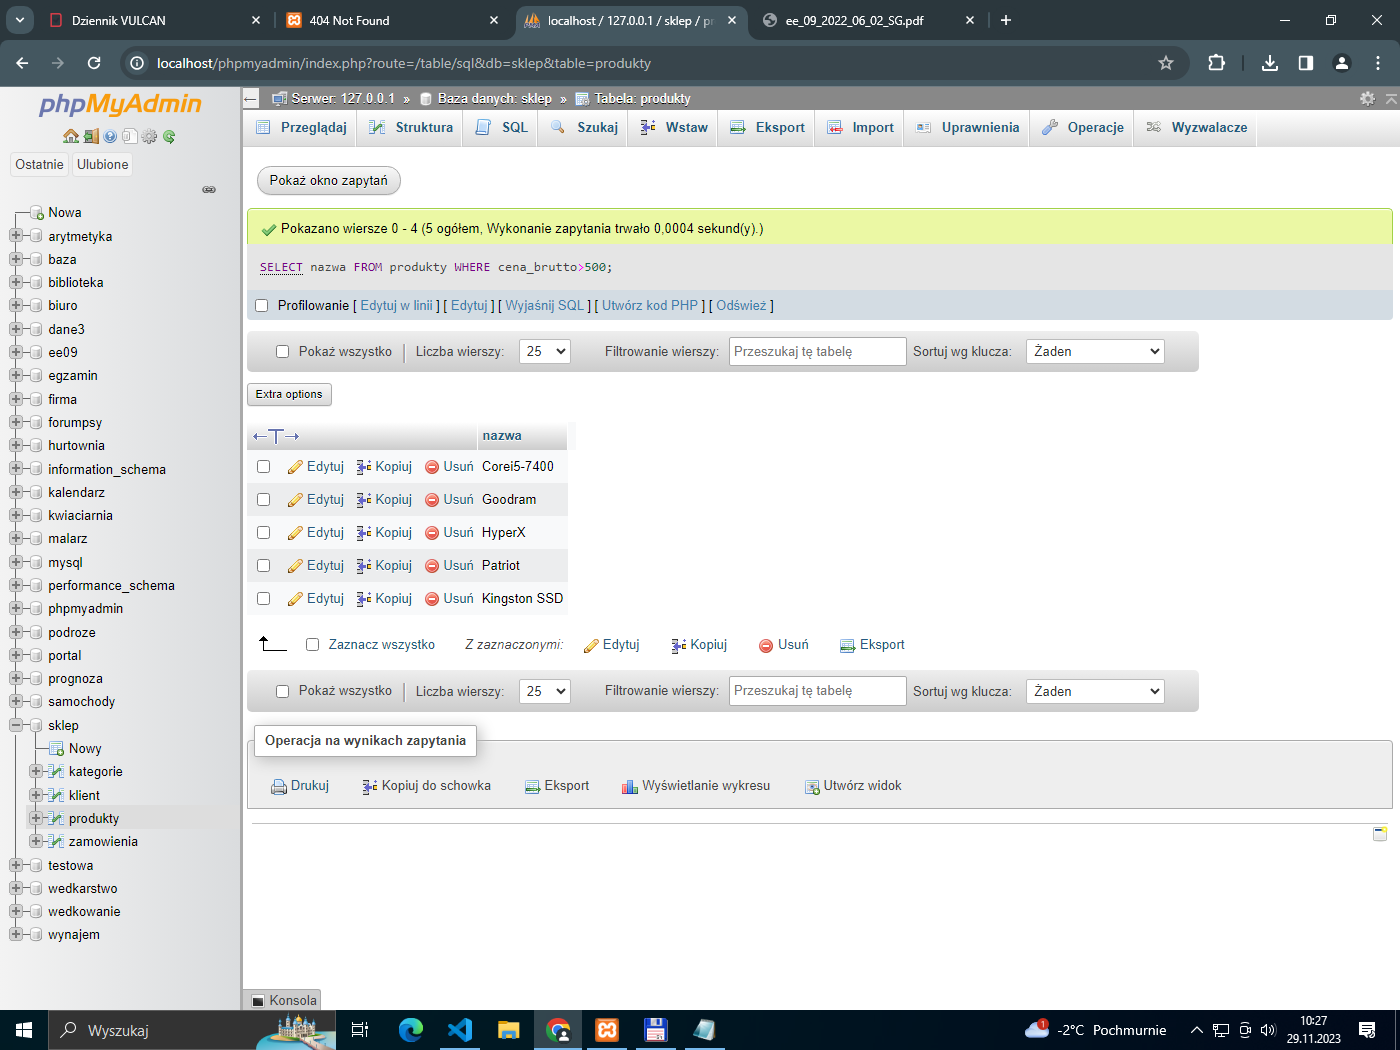 Dziennik VULCAN
404 Not Found
localhost / 127.0.0.1 / sklep / pr
ee_09_2022_06_02_SG.pdf
localhost/phpmyadmin/index.php?route=/table/sql&db=sklep&table=produkty
phpMyAdmin
Ostatnie
Ulubione
Nowa
arytmetyka
baza
biblioteka
biuro
dane3
ee09
egzamin
firma
forumpsy
hurtownia
information_schema
kalendarz
kwiaciarnia
malarz
mysql
performance_schema
phpmyadmin
podroze
portal
prognoza
samochody
sklep
Nowy
kategorie
klient
produkty
zamowienia
testowa
wedkarstwo
wedkowanie
wynajem
Serwer: 127.0.0.1 » Baza danych: sklep » Tabela: produkty
Przeglądaj
Struktura
SQL
Szukaj
Wstaw
Eksport
Import
Uprawnienia
Operacje
Wyzwalacze
Pokaż okno zapytań
Pokazano wiersze 0 - 4 (5 ogółem, Wykonanie zapytania trwało 0,0004 sekund(y).)
SELECT nazwa FROM produkty WHERE cena_brutto>500;
Profilowanie [ Edytuj w linii ] [ Edytuj ] [ Wyjaśnij SQL ] [ Utwórz kod PHP ] [ Odśwież ]
Pokaż wszystko
Liczba wierszy:
25
Filtrowanie wierszy:
Przeszukaj tę tabelę
Sortuj wg klucza:
Żaden
Extra options
←T→ nazwa
Edytuj Kopiuj Usuń Corei5-7400
Edytuj Kopiuj Usuń Goodram
Edytuj Kopiuj Usuń HyperX
Edytuj Kopiuj Usuń Patriot
Edytuj Kopiuj Usuń Kingston SSD
Zaznacz wszystko
Z zaznaczonymi:
Edytuj
Kopiuj
Usuń
Eksport
Pokaż wszystko
Liczba wierszy:
25
Filtrowanie wierszy:
Przeszukaj tę tabelę
Sortuj wg klucza:
Żaden
Operacja na wynikach zapytania
Drukuj
Kopiuj do schowka
Eksport
Wyświetlanie wykresu
Utwórz widok
Konsola
Wyszukaj
1
-2°C Pochmurnie
10:27
29.11.2023